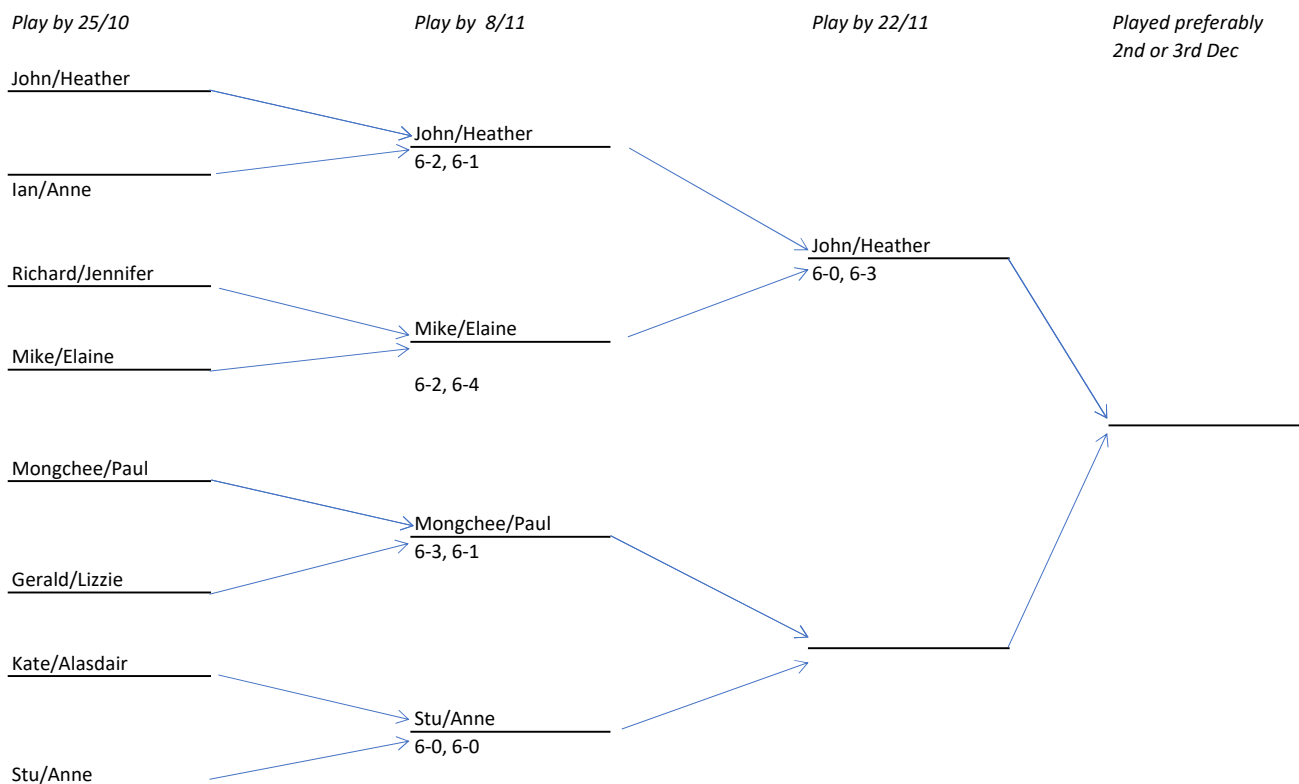 Play by 25/10
Play by  8/11
Play by 22/11
Played preferably
2nd or 3rd Dec
John/Heather
John/Heather
6-2, 6-1
Ian/Anne
John/Heather
6-0, 6-3
Richard/Jennifer
Mike/Elaine
Mike/Elaine
6-2, 6-4
Mongchee/Paul
Mongchee/Paul
6-3, 6-1
Gerald/Lizzie
Kate/Alasdair
Stu/Anne
6-0, 6-0
Stu/Anne